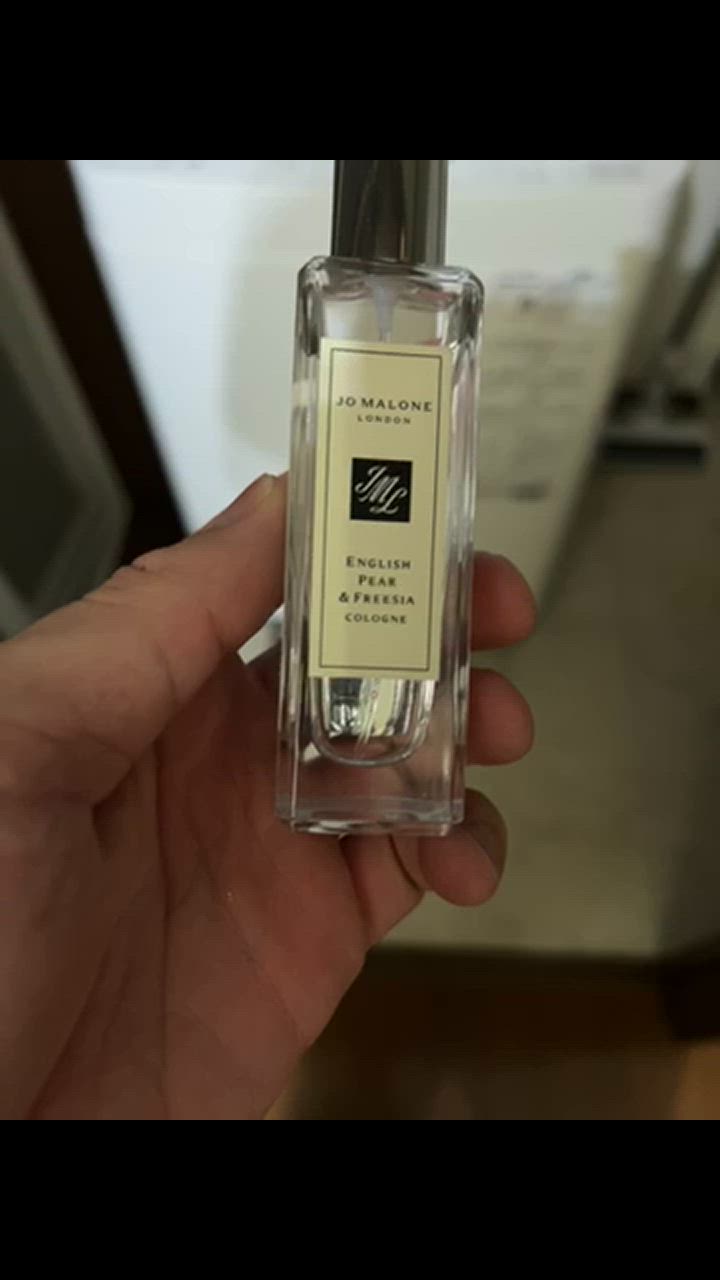 JO MALONE
LONDON
JML
ENGLISH
PEAR
& FREESIA
COLOGNE